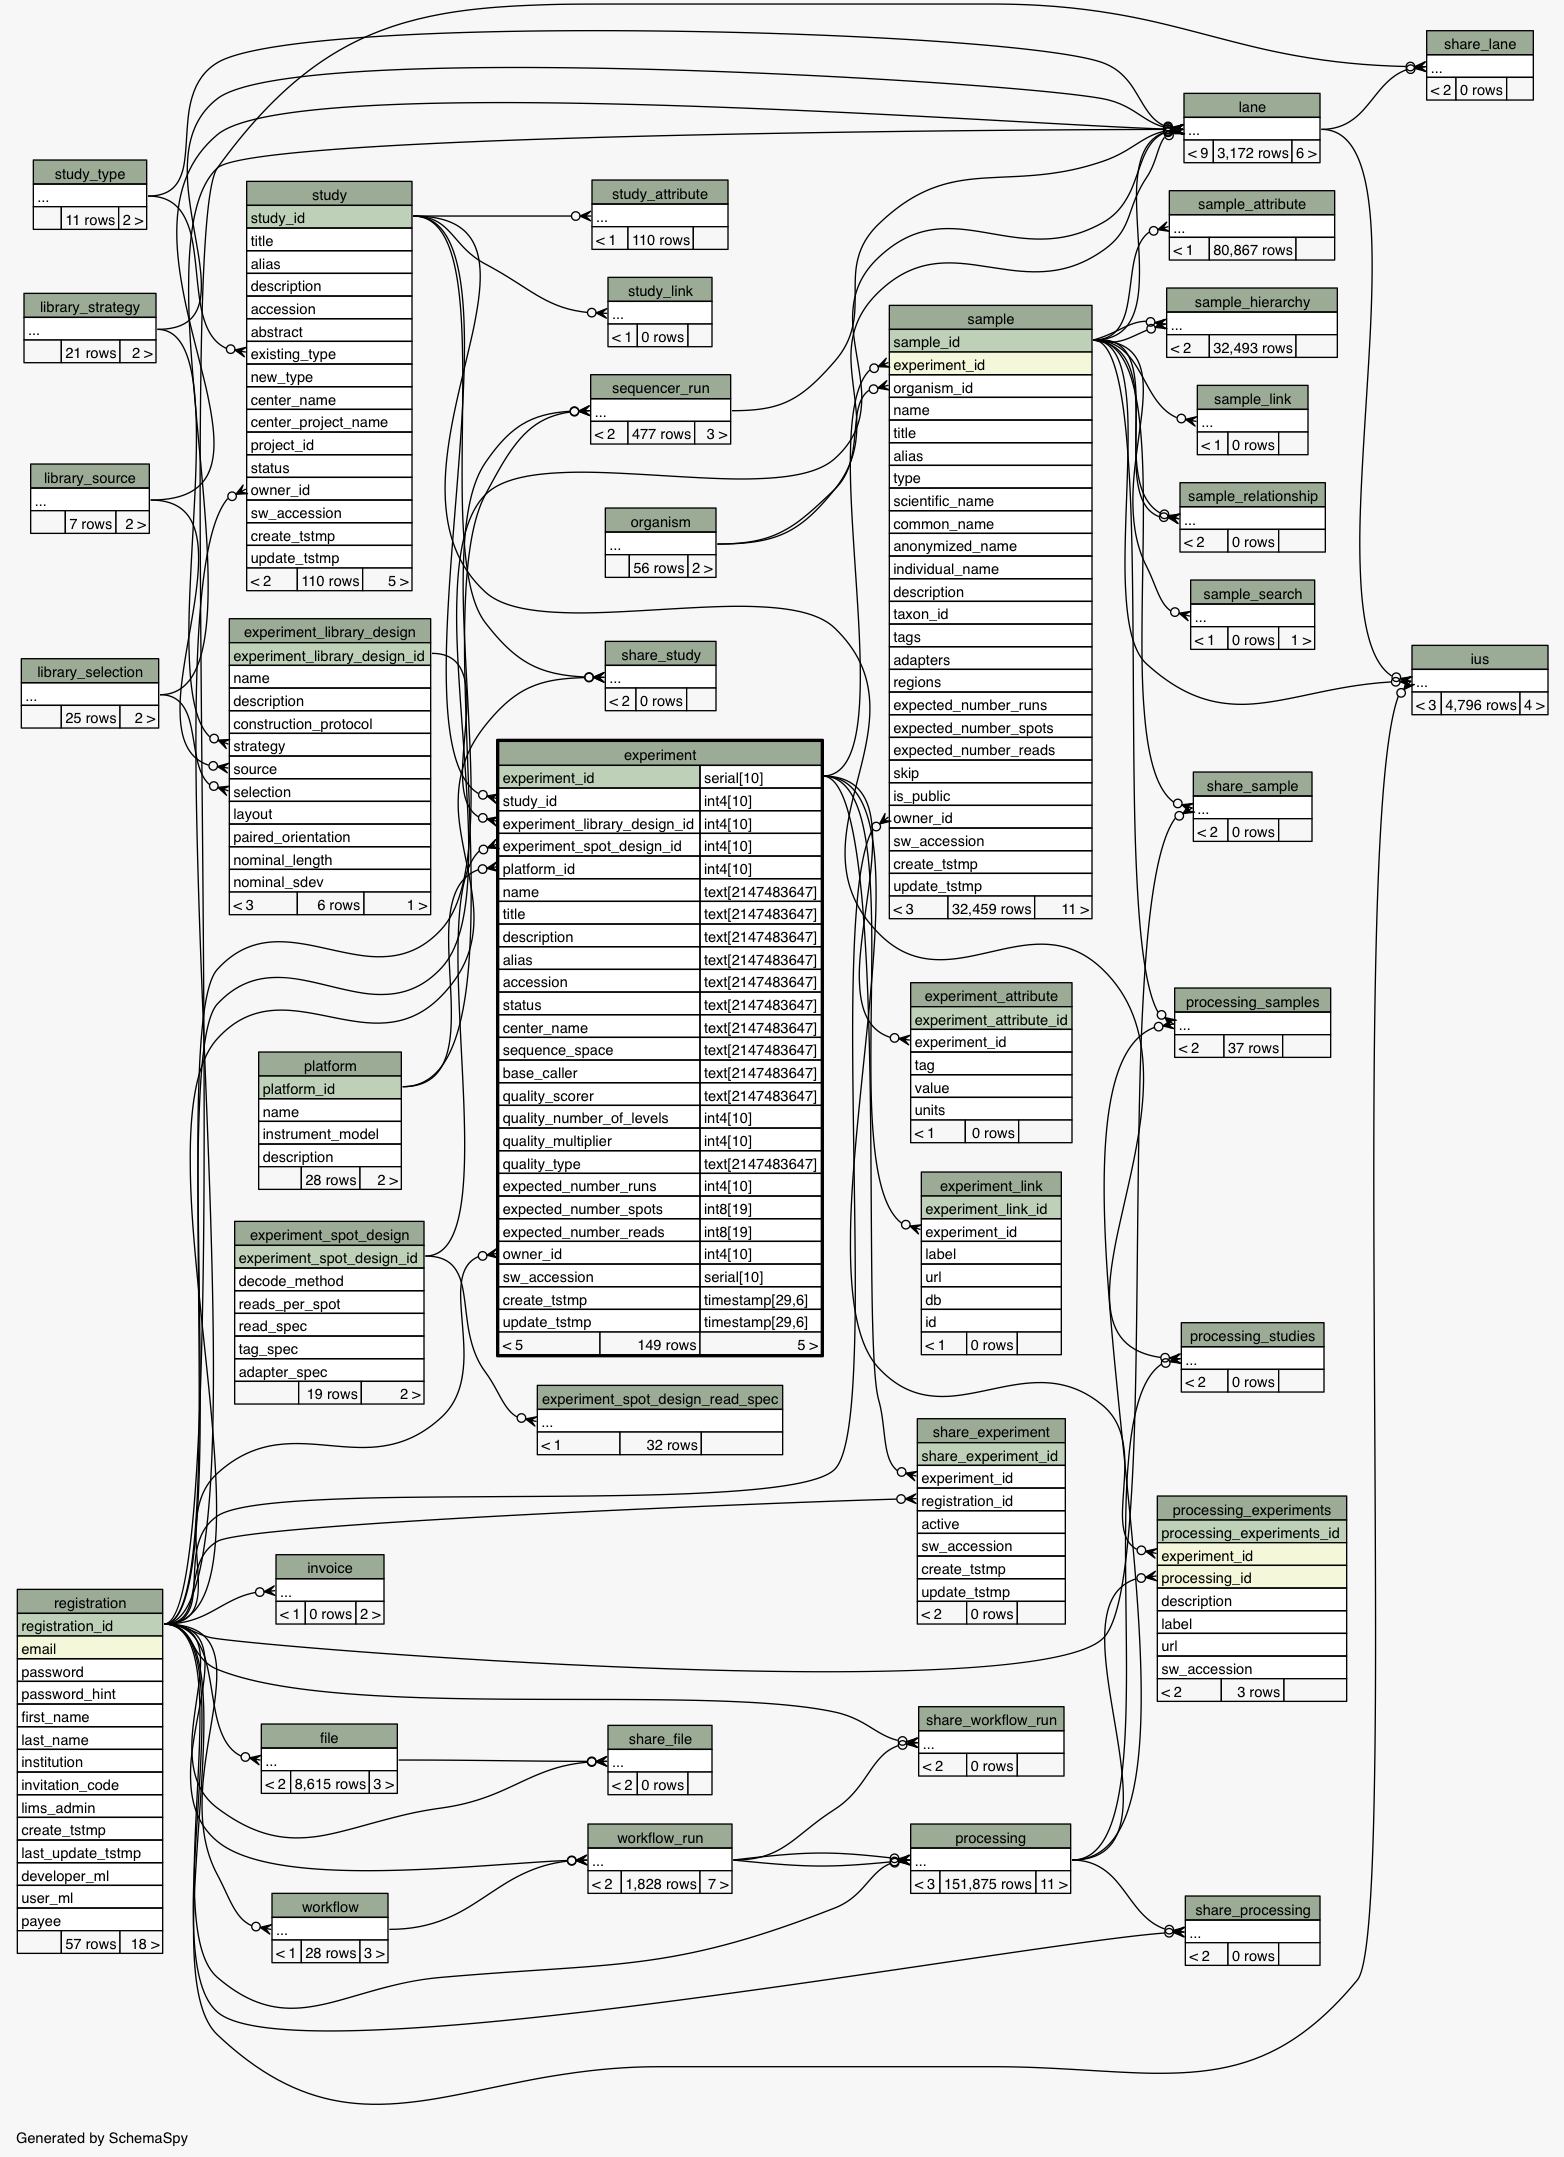 share_lane
...
< 2 0 rows
lane
...
< 9 3,172 rows 6 >
study_type
...
11 rows 2 >
study
study_id
title
alias
description
accession
abstract
existing_type
new_type
center_name
center_project_name
project_id
status
owner_id
sw_accession
create_tstmp
update_tstmp
< 2 110 rows 5 >
study_attribute
...
< 1 110 rows
sample_attribute
...
< 1 80,867 rows
study_link
...
< 1 0 rows
library_strategy
...
21 rows 2 >
sample_hierarchy
...
< 2 32,493 rows
sample
sample_id
experiment_id
organism_id
name
title
alias
type
scientific_name
common_name
anonymized_name
individual_name
description
taxon_id
tags
adapters
regions
expected_number_runs
expected_number_spots
expected_number_reads
skip
is_public
owner_id
sw_accession
create_tstmp
update_tstmp
< 3 32,459 rows 11 >
sequencer_run
...
< 2 477 rows 3 >
sample_link
...
< 1 0 rows
library_source
...
7 rows 2 >
organism
...
56 rows 2 >
sample_relationship
...
< 2 0 rows
sample_search
...
< 1 0 rows 1 >
experiment_library_design
experiment_library_design_id
name
description
construction_protocol
strategy
source
selection
layout
paired_orientation
nominal_length
nominal_sdev
< 3 6 rows 1 >
share_study
...
< 2 0 rows
library_selection
...
25 rows 2 >
ius
...
< 3 4,796 rows 4 >
experiment
experiment_id serial[10]
study_id int4[10]
experiment_library_design_id int4[10]
experiment_spot_design_id int4[10]
platform_id int4[10]
name text[2147483647]
title text[2147483647]
description text[2147483647]
alias text[2147483647]
accession text[2147483647]
status text[2147483647]
center_name text[2147483647]
sequence_space text[2147483647]
base_caller text[2147483647]
quality_scorer text[2147483647]
quality_number_of_levels int4[10]
quality_multiplier int4[10]
quality_type text[2147483647]
expected_number_runs int4[10]
expected_number_spots int8[19]
expected_number_reads int8[19]
owner_id int4[10]
sw_accession serial[10]
create_tstmp timestamp[29,6]
update_tstmp timestamp[29,6]
< 5 149 rows 5 >
share_sample
...
< 2 0 rows
experiment_attribute
experiment_attribute_id
experiment_id
tag
value
units
< 1 0 rows
processing_samples
...
< 2 37 rows
platform
platform_id
name
instrument_model
description
28 rows 2 >
experiment_link
experiment_link_id
experiment_id
label
url
db
id
< 1 0 rows
experiment_spot_design
experiment_spot_design_id
decode_method
reads_per_spot
read_spec
tag_spec
adapter_spec
19 rows 2 >
processing_studies
...
< 2 0 rows
experiment_spot_design_read_spec
...
< 1 32 rows
share_experiment
share_experiment_id
experiment_id
registration_id
active
sw_accession
create_tstmp
update_tstmp
< 2 0 rows
processing_experiments
processing_experiments_id
experiment_id
processing_id
description
label
url
sw_accession
< 2 3 rows
invoice
...
< 1 0 rows 2 >
registration
registration_id
email
password
password_hint
first_name
last_name
institution
invitation_code
lims_admin
create_tstmp
last_update_tstmp
developer_ml
user_ml
payee
57 rows 18 >
share_workflow_run
...
< 2 0 rows
file
...
< 2 8,615 rows 3 >
share_file
...
< 2 0 rows
workflow_run
...
< 2 1,828 rows 7 >
processing
...
< 3 151,875 rows 11 >
workflow
...
< 1 28 rows 3 >
share_processing
...
< 2 0 rows
Generated by SchemaSpy